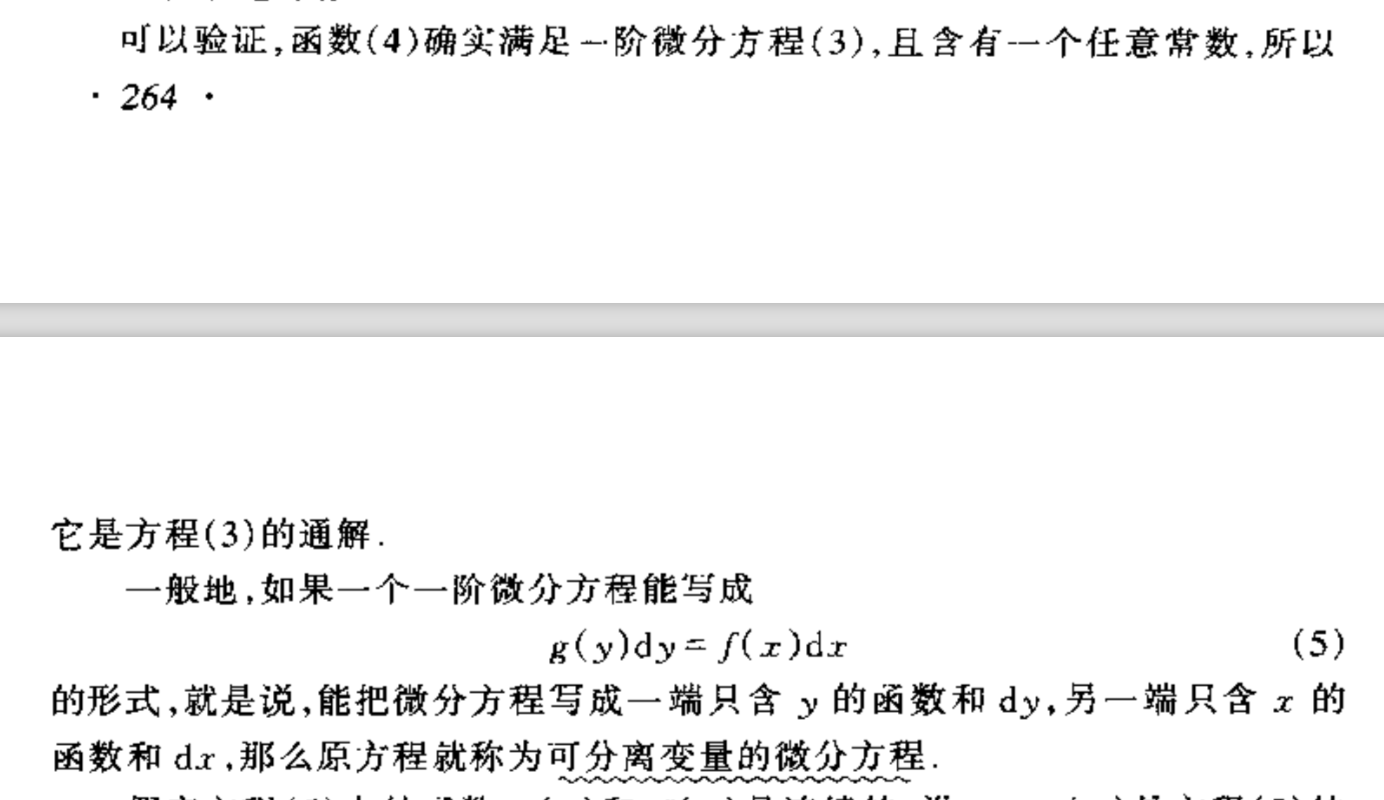 可以验证,函数(4)确实满足一阶微分方程(3),且含有一个任意常数,所以
· 264 ·
它是方程(3)的通解.
一般地,如果一个一阶微分方程能写成
g(y)dy = f(x)dx (5)
的形式,就是说,能把微分方程写成一端只含 y 的函数和 dy,另一端只含 x 的
函数和 dx,那么原方程就称为可分离变量的微分方程.